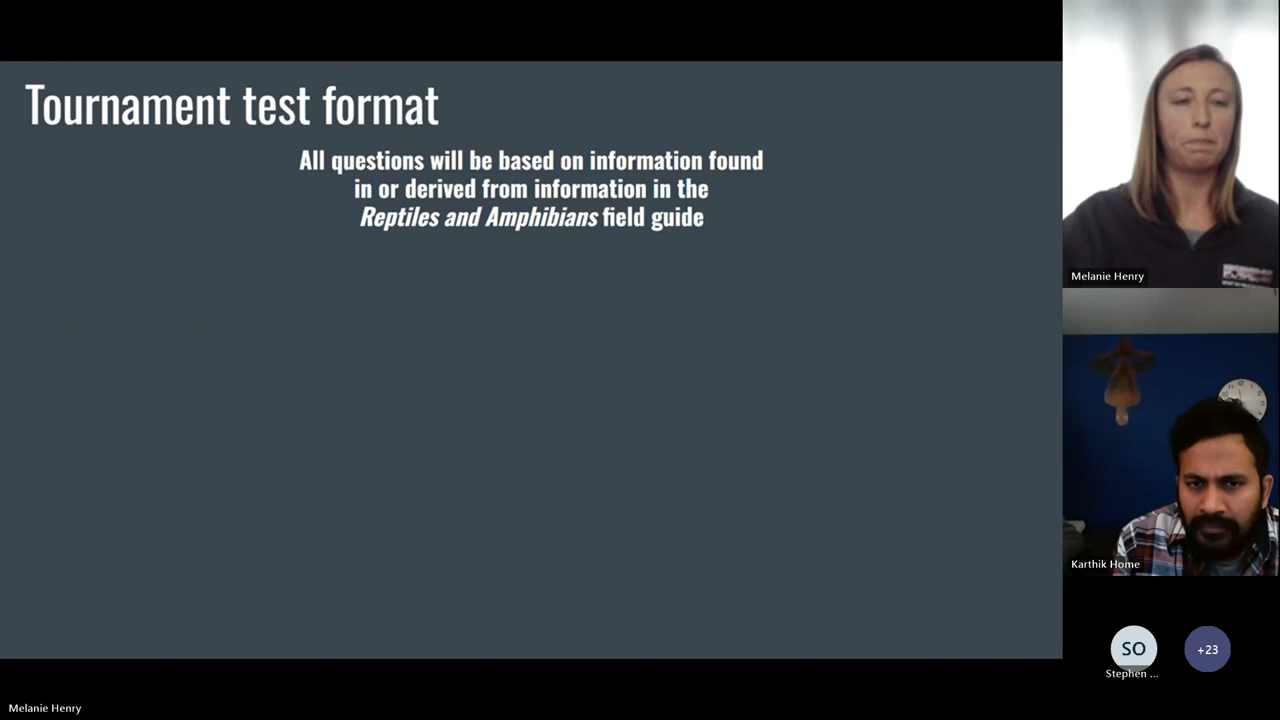 Tournament test format
All questions will be based on information found
in or derived from information in the
Reptiles and Amphibians field guide
Melanie Henry
Karthik Home
SO
+23
Stephen ...
Melanie Henry